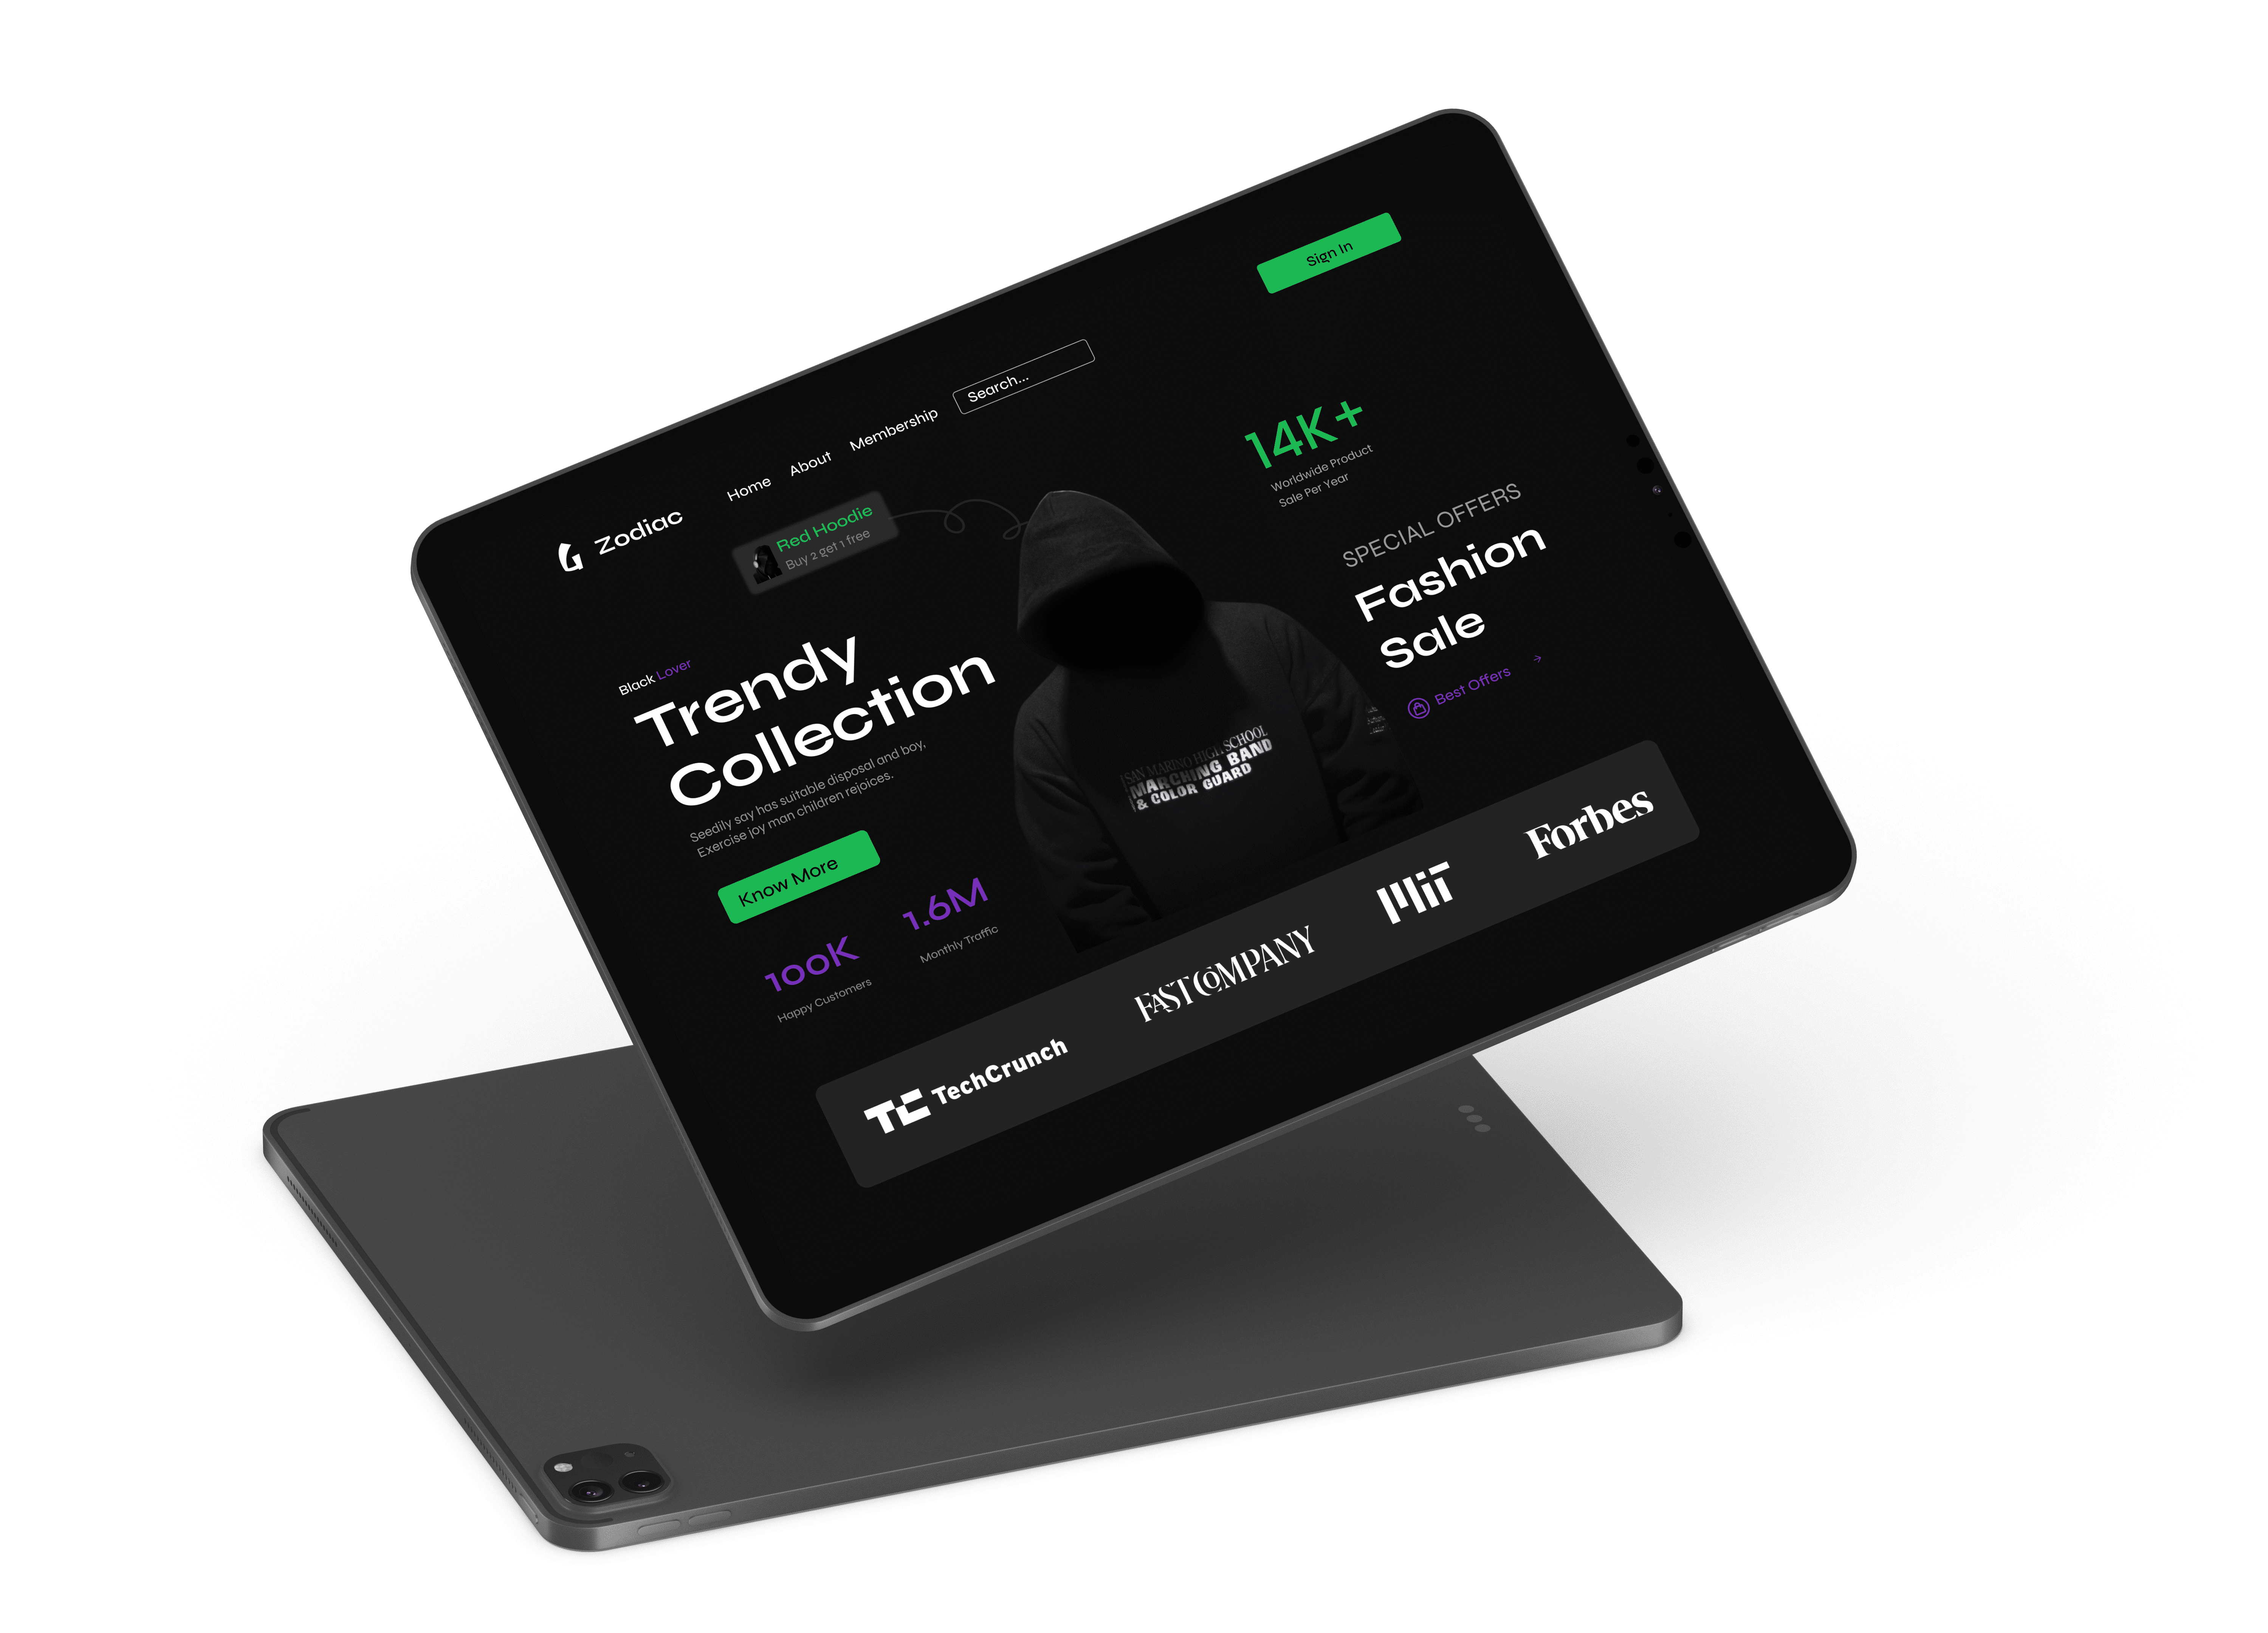 Zodiac
Home
About
Membership
Search...
Sign In
Red Hoodie
Buy 2 get 1 free
Black Lover
Trendy
Collection
Seedily say has suitable disposal and boy,
Exercise joy man children rejoices.
Know More
100K
Happy Customers
1.6M
Monthly Traffic
SAN MARINO HIGH SCHOOL
MARCHING BAND
& COLOR GUARD
14K+
Worldwide Product
Sale Per Year
SPECIAL OFFERS
Fashion
Sale
Best Offers
TC TechCrunch
FAST COMPANY
MIT
Forbes